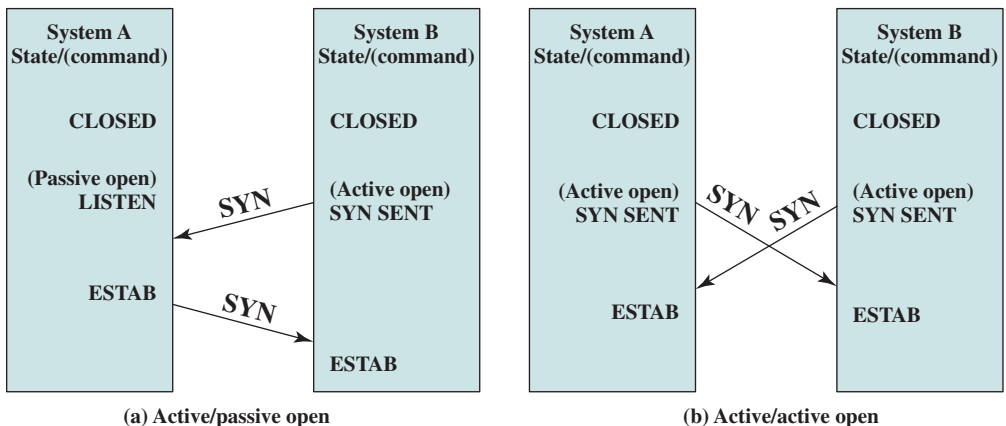 System A
State/(command)
CLOSED
(Passive open)
LISTEN
ESTAB
SYN
SYN
System B
State/(command)
CLOSED
(Active open)
SYN SENT
ESTAB
(a) Active/passive open
System A
State/(command)
CLOSED
(Active open)
SYN SENT
ESTAB
SYN
SYN
System B
State/(command)
CLOSED
(Active open)
SYN SENT
ESTAB
(b) Active/active open